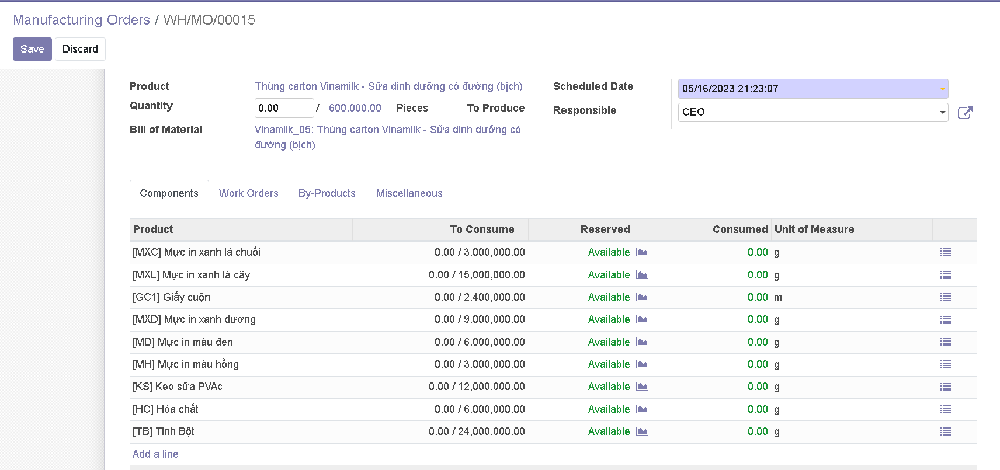 Manufacturing Orders / WH/MO/00015
Save Discard
Product Thùng carton Vinamilk - Sữa dinh dưỡng có đường (bịch) Scheduled Date 05/16/2023 21:23:07
Quantity 0.00 / 600,000.00 Pieces To Produce Responsible CEO
Bill of Material Vinamilk_05: Thùng carton Vinamilk - Sữa dinh dưỡng có
đường (bịch)
Components Work Orders By-Products Miscellaneous
Product To Consume Reserved Consumed Unit of Measure
[MXC] Mực in xanh lá chuối 0.00 / 3,000,000.00 Available 0.00 g
[MXL] Mực in xanh lá cây 0.00 / 15,000,000.00 Available 0.00 g
[GC1] Giấy cuộn 0.00 / 2,400,000.00 Available 0.00 m
[MXD] Mực in xanh dương 0.00 / 9,000,000.00 Available 0.00 g
[MD] Mực in màu đen 0.00 / 6,000,000.00 Available 0.00 g
[MH] Mực in màu hồng 0.00 / 3,000,000.00 Available 0.00 g
[KS] Keo sữa PVAc 0.00 / 12,000,000.00 Available 0.00 g
[HC] Hóa chất 0.00 / 6,000,000.00 Available 0.00 g
[TB] Tinh Bột 0.00 / 24,000,000.00 Available 0.00 g
Add a line